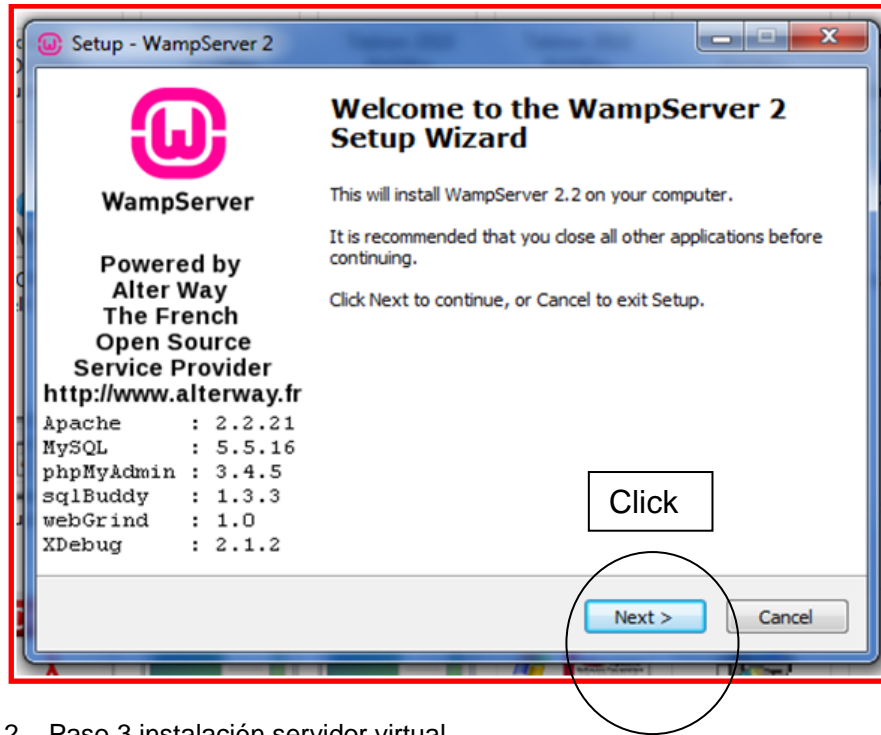 Setup - WampServer 2
WampServer
Powered by
Alter Way
The French
Open Source
Service Provider
http://www.alterway.fr
Apache : 2.2.21
MySQL : 5.5.16
phpMyAdmin : 3.4.5
sqlBuddy : 1.3.3
webGrind : 1.0
XDebug : 2.1.2
Welcome to the WampServer 2
Setup Wizard
This will install WampServer 2.2 on your computer.
It is recommended that you close all other applications before
continuing.
Click Next to continue, or Cancel to exit Setup.
Click
Next >
Cancel
2. Paso 3 instalación servidor virtual